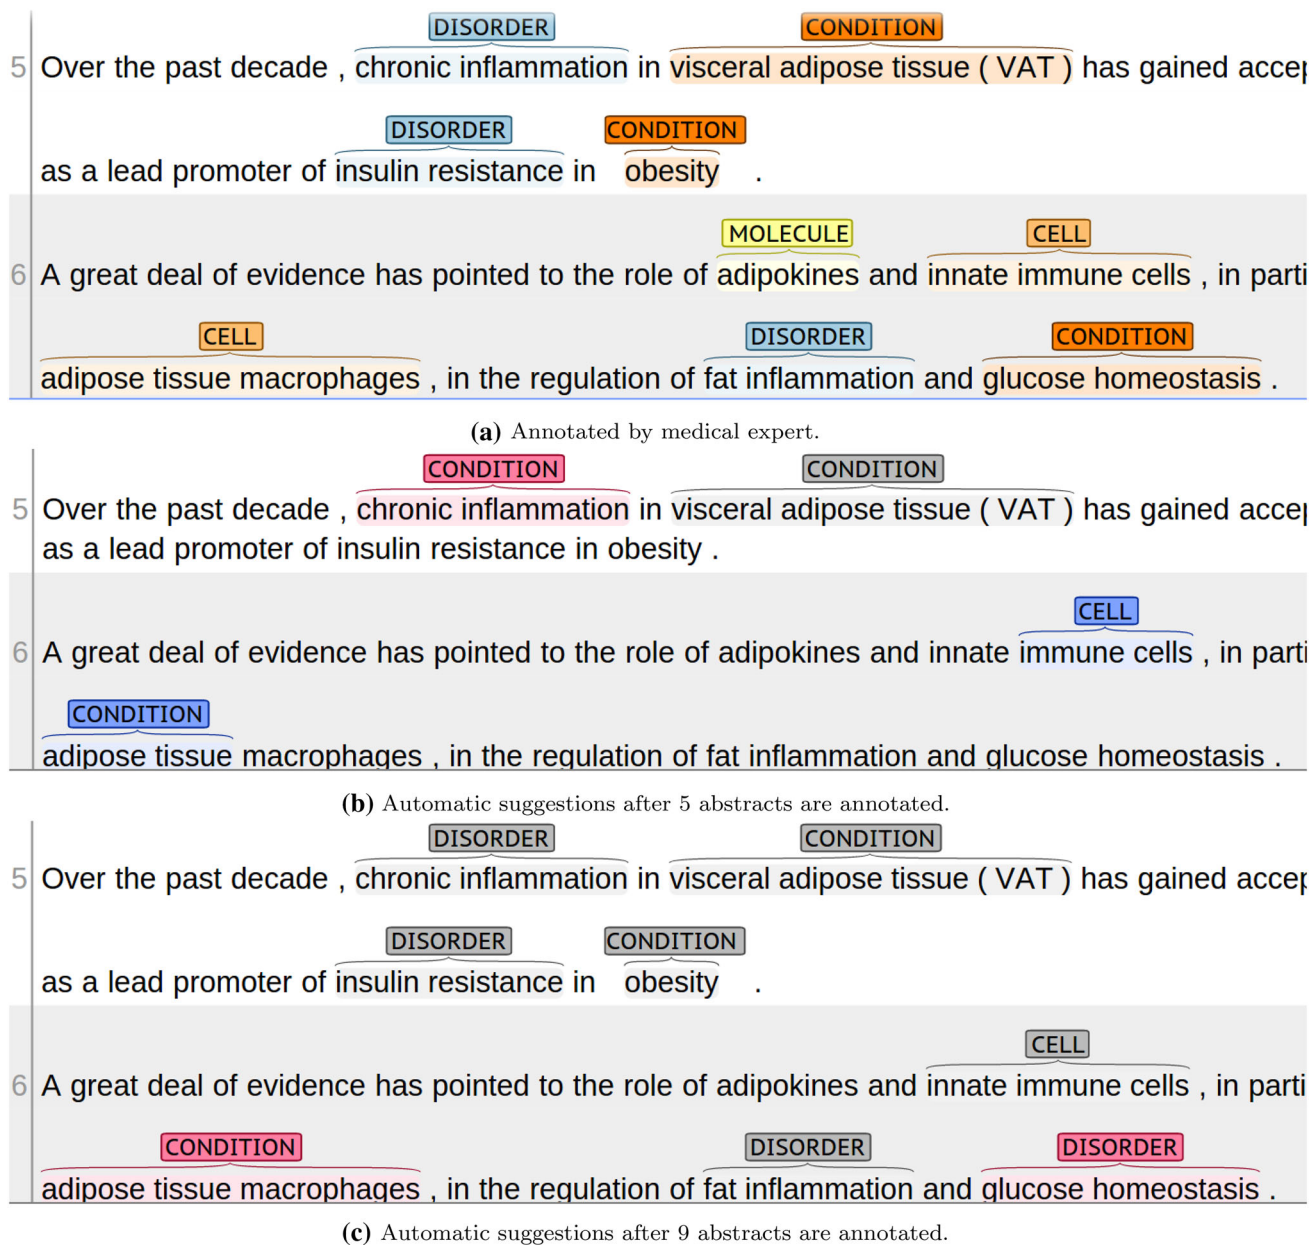 DISORDER CONDITION
5 Over the past decade , chronic inflammation in visceral adipose tissue ( VAT ) has gained accep
DISORDER CONDITION
as a lead promoter of insulin resistance in obesity .
MOLECULE CELL
6 A great deal of evidence has pointed to the role of adipokines and innate immune cells , in parti
CELL DISORDER CONDITION
adipose tissue macrophages , in the regulation of fat inflammation and glucose homeostasis .
(a) Annotated by medical expert.
CONDITION CONDITION
5 Over the past decade , chronic inflammation in visceral adipose tissue ( VAT ) has gained accep
as a lead promoter of insulin resistance in obesity .
CELL
6 A great deal of evidence has pointed to the role of adipokines and innate immune cells , in parti
CONDITION
adipose tissue macrophages , in the regulation of fat inflammation and glucose homeostasis .
(b) Automatic suggestions after 5 abstracts are annotated.
DISORDER CONDITION
5 Over the past decade , chronic inflammation in visceral adipose tissue ( VAT ) has gained accep
DISORDER CONDITION
as a lead promoter of insulin resistance in obesity .
CELL
6 A great deal of evidence has pointed to the role of adipokines and innate immune cells , in parti
CONDITION DISORDER DISORDER
adipose tissue macrophages , in the regulation of fat inflammation and glucose homeostasis .
(c) Automatic suggestions after 9 abstracts are annotated.